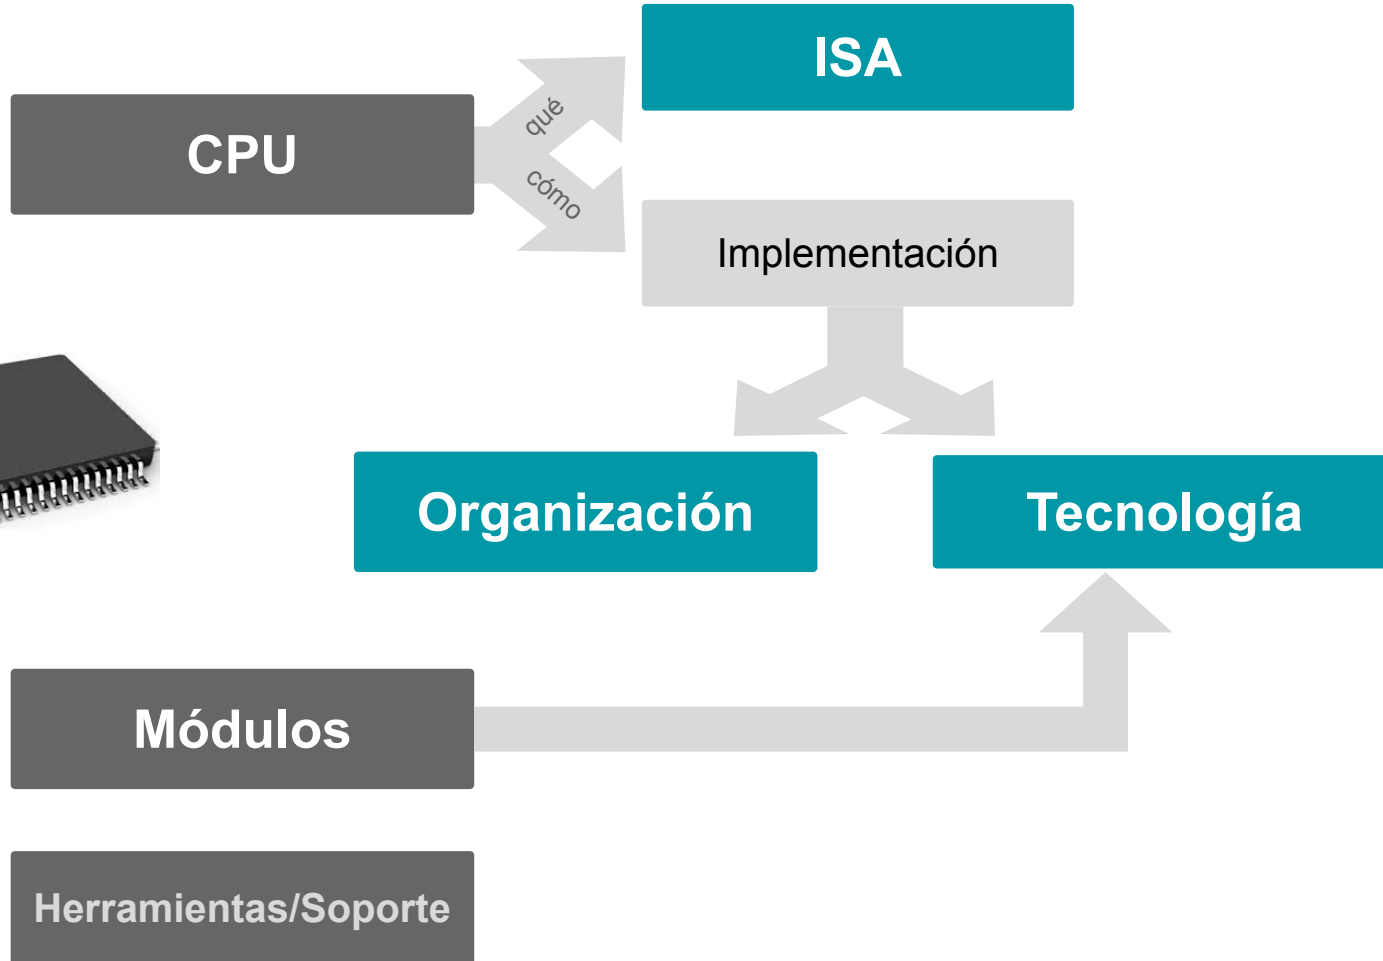 ISA
CPU
qué
cómo
Implementación
Organización
Tecnología
Módulos
Herramientas/Soporte